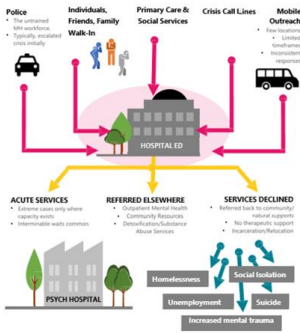 Police
• The untrained
MH workforce.
• Typically, escalated
crisis initially
Individuals,
Friends, Family
Walk-In
Primary Care &
Social Services
Crisis Call Lines
Mobile
Outreach
• Few locations
• Limited
timeframes
• Inconsistent
response
HOSPITAL ED
ACUTE SERVICES
• Extreme cases only where
capacity exists
• Interminable waits common
REFERRED ELSEWHERE
• Outpatient Mental Health
• Community Resources
• Detoxification/Substance
Abuse Services
SERVICES DECLINED
• Referred back to community/
natural supports
• No therapeutic support
• Incarceration/Relocation
PSYCH HOSPITAL
Homelessness
Social Isolation
Unemployment
Suicide
Increased mental trauma